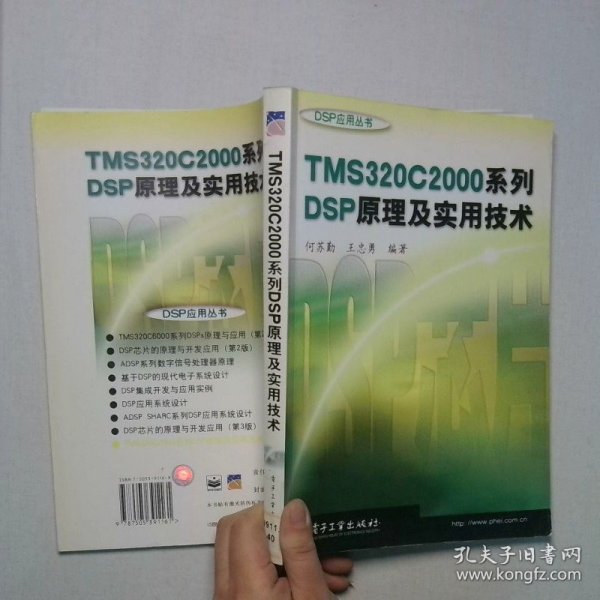 TMS320C2000系
DSP原理及实用技
DSP应用丛书
TMS320C6000系列DSPs原理与应用（第2
DSP芯片的原理与开发应用（第2版）
ADSP系列数字信号处理器原理
基于DSP的现代电子系统设计
DSP集成开发与应用实例
DSP应用系统设计
ADSP SHARC系列DSP应用系统设计
DSP芯片的原理与开发应用（第3版）
9 787505 391161 >
责任
封
TMS320C2000系列DSP原理及实用技术
电子工业
DSP应用丛书
TMS320C2000系列
DSP原理及实用技术
何苏勤 王忠勇 编著
电子工业出版社
http://www.phei.com.cn
孔夫子旧书网
www.kongfz.com